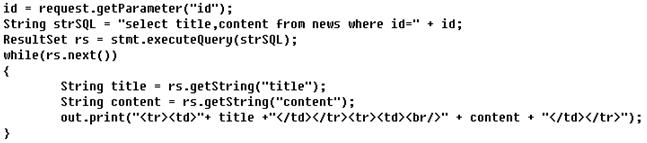 id = request.getParameter("id");
String strSQL = "select title,content from news where id=" + id;
ResultSet rs = stmt.executeQuery(strSQL);
while(rs.next())
{
        String title = rs.getString("title");
        String content = rs.getString("content");
        out.print("<tr><td>"+ title +"</td></tr><tr><td><br/>" + content + "</td></tr>");
}